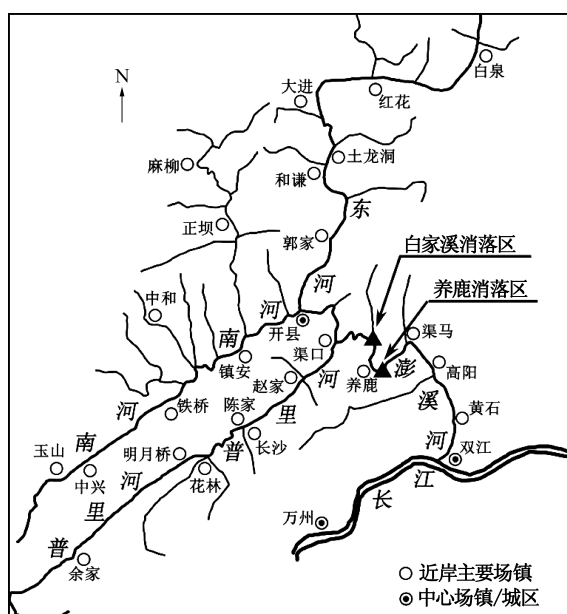 白泉
大进
红花
N
土龙洞
麻柳
和谦
东
正坝
郭家
白家溪消落区
河
养鹿消落区
中和
河
开县
渠马
南
渠口
澎
高阳
镇安
赵家
河
养鹿
溪
河
铁桥
陈家
里
黄石
南
玉山
明月桥
普
长沙
河
双江
中兴
河
花林
江
里
长
万州
普
余家
近岸主要场镇
中心场镇/城区